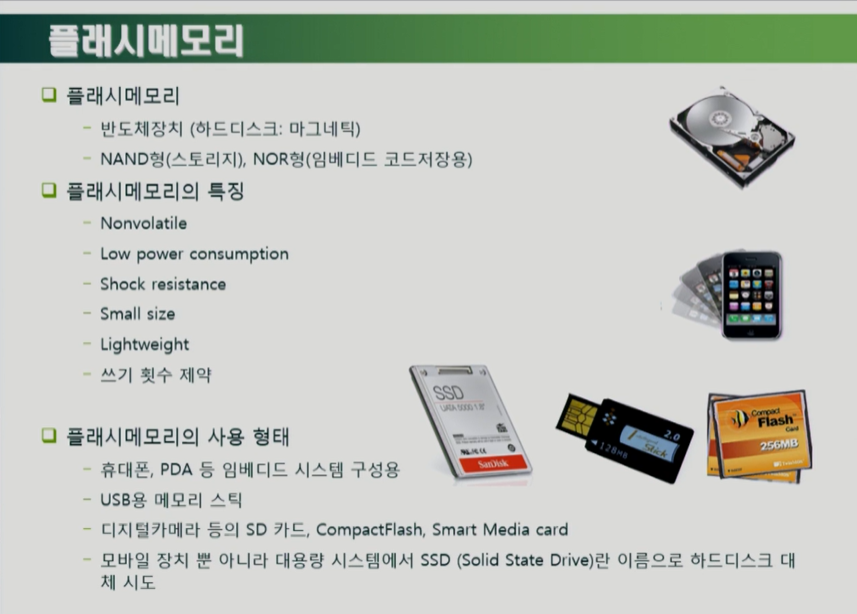 플래시메모리
플래시메모리
- 반도체장치 (하드디스크: 마그네틱)
- NAND형(스토리지), NOR형(임베디드 코드저장용)
플래시메모리의 특징
- Nonvolatile
- Low power consumption
- Shock resistance
- Small size
- Lightweight
- 쓰기 횟수 제약
SSD
UATA 5000 1.8"
SanDisk
2.0
Stick
128MB
Compact
Flash
Card
256MB
플래시메모리의 사용 형태
- 휴대폰, PDA 등 임베디드 시스템 구성용
- USB용 메모리 스틱
- 디지털카메라 등의 SD 카드, CompactFlash, Smart Media card
- 모바일 장치 뿐 아니라 대용량 시스템에서 SSD (Solid State Drive)란 이름으로 하드디스크 대
체 시도